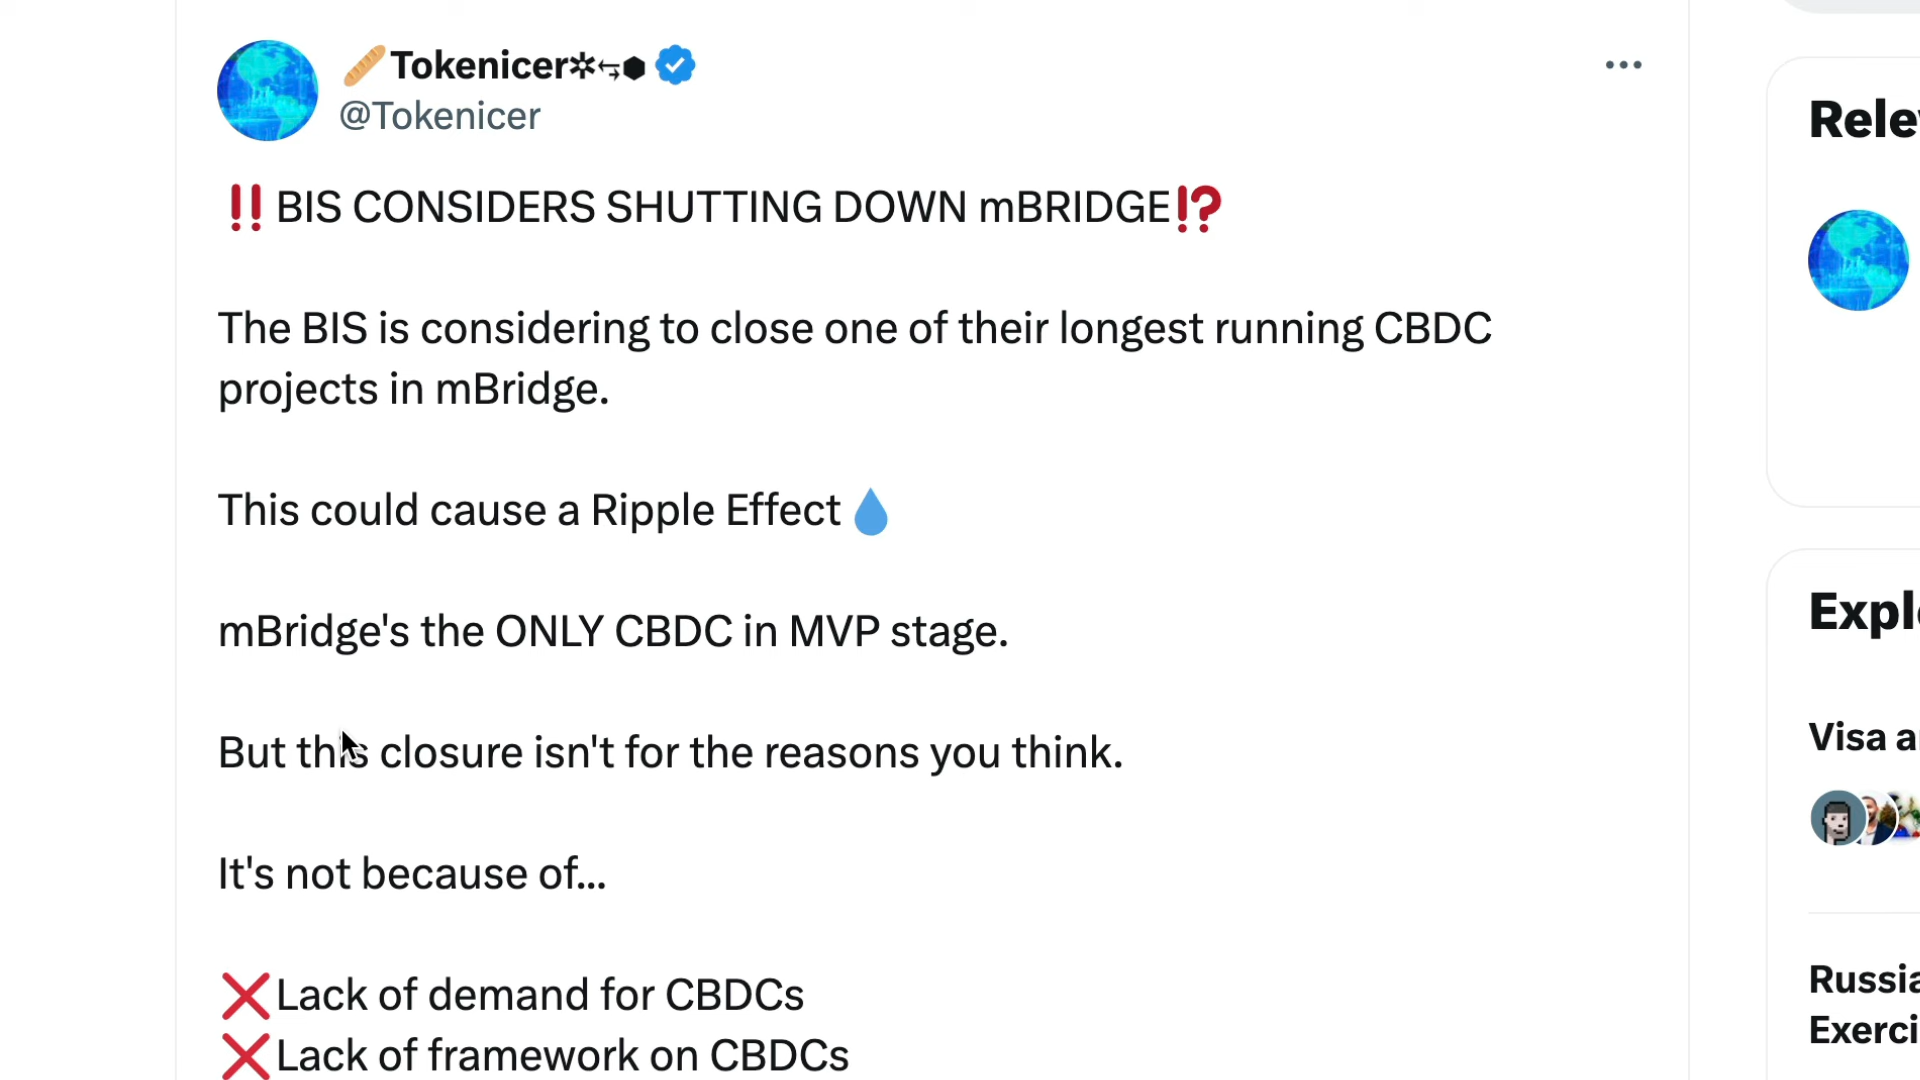 🥖Tokenicer✲⇆⬢
@Tokenicer
‼️BIS CONSIDERS SHUTTING DOWN mBRIDGE⁉️
The BIS is considering to close one of their longest running CBDC
projects in mBridge.
This could cause a Ripple Effect 💧
mBridge's the ONLY CBDC in MVP stage.
But this closure isn't for the reasons you think.
It's not because of...
❌Lack of demand for CBDCs
❌Lack of framework on CBDCs
Rele
Expl
Visa a
Russia
Exerci